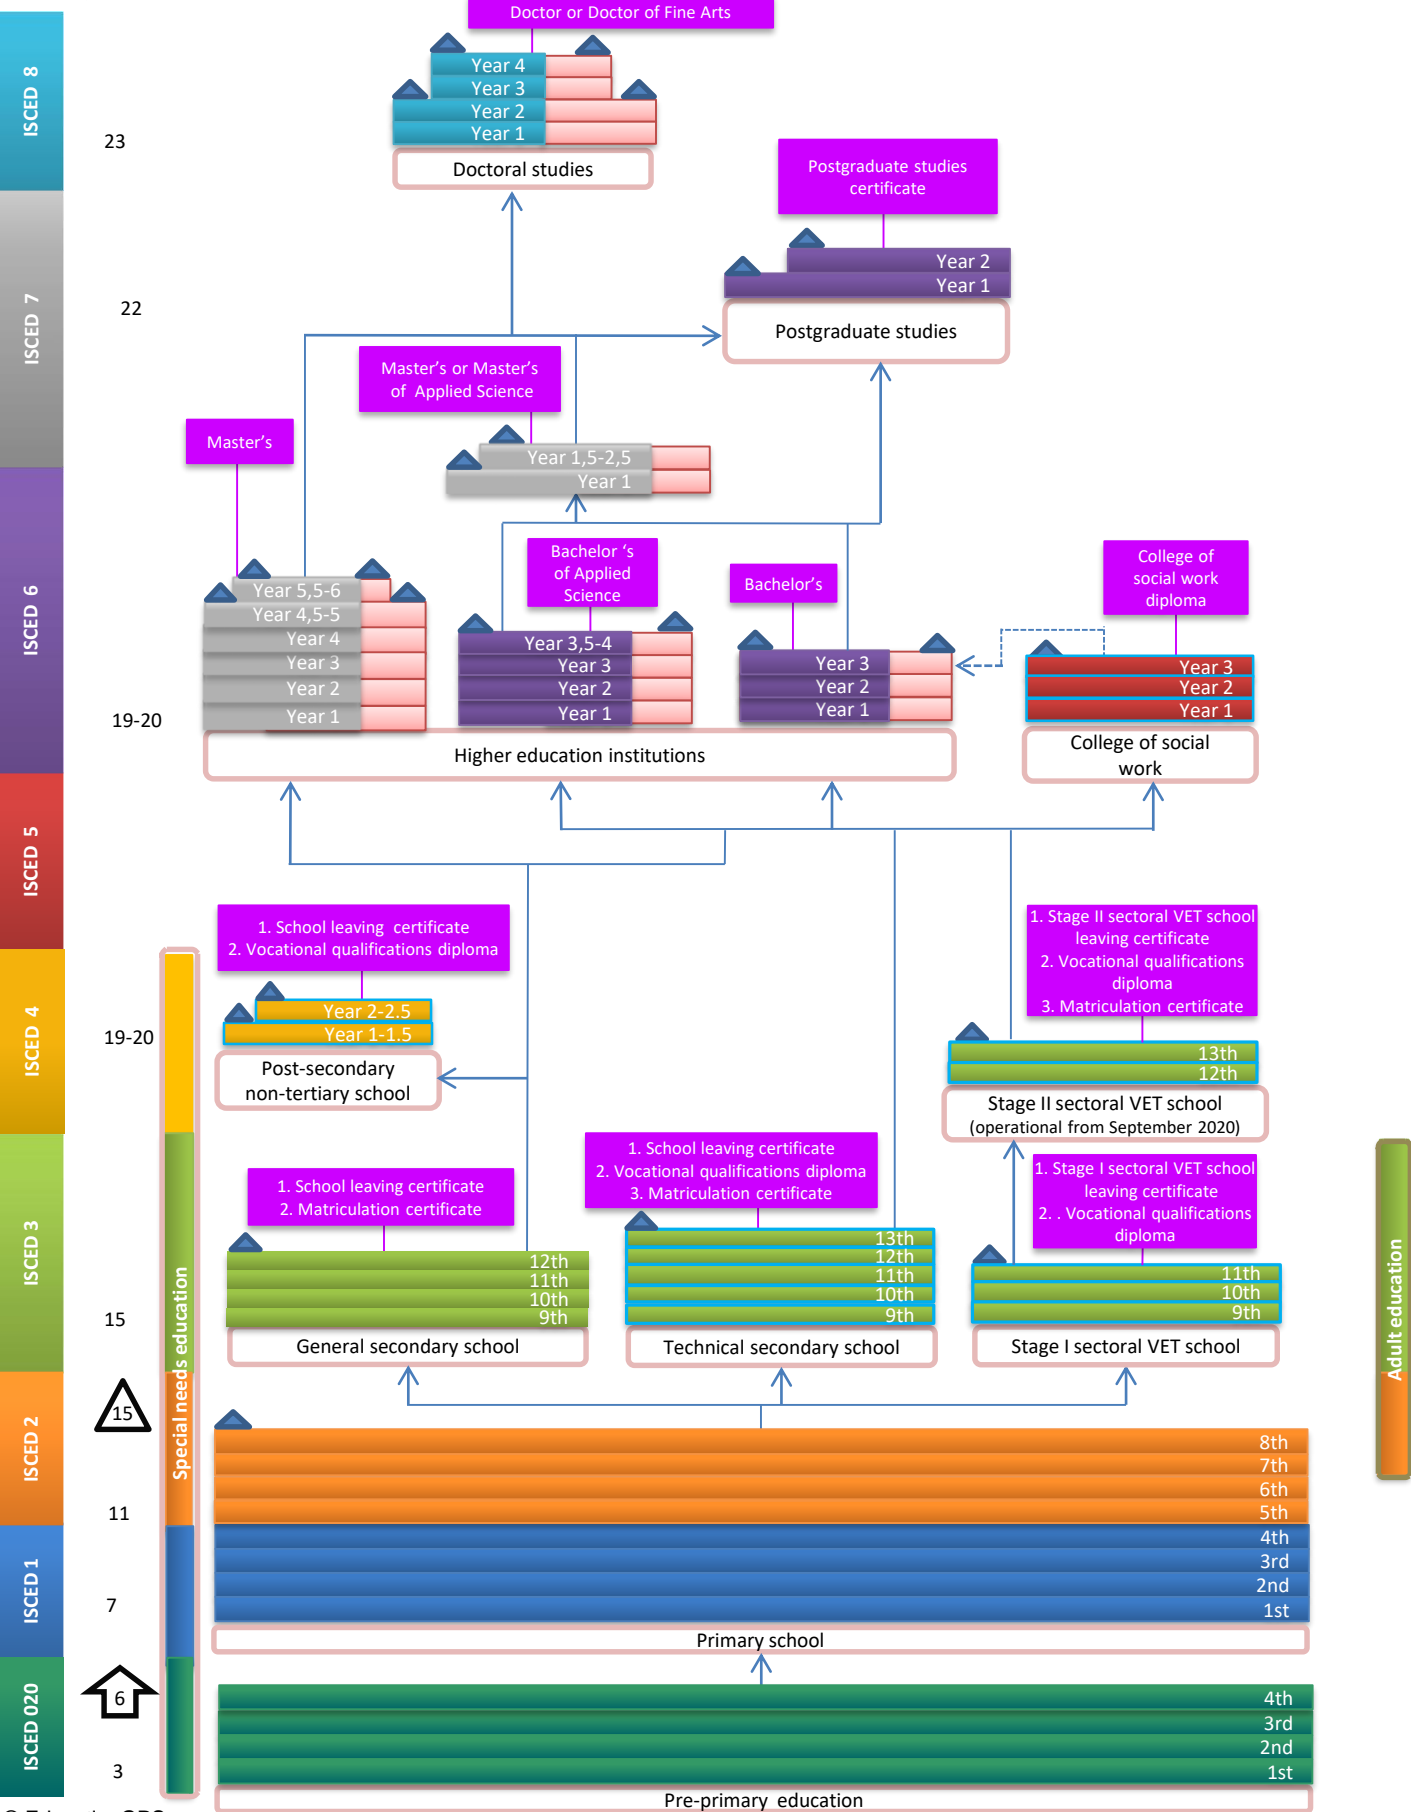 Doctor or Doctor of Fine Arts
ISCED 8
Year 4
Year 3
Year 2
Year 1
23
Doctoral studies
Postgraduate studies
certificate
Year 2
Year 1
ISCED 7
22
Postgraduate studies
Master's or Master's
of Applied Science
Master's
Year 1,5-2,5
Year 1
ISCED 6
Bachelor 's
of Applied
Science
Bachelor's
College of
social work
diploma
Year 5,5-6
Year 4,5-5
Year 4
Year 3
Year 2
Year 1
Year 3,5-4
Year 3
Year 2
Year 1
Year 3
Year 2
Year 1
Year 3
Year 2
Year 1
19-20
Higher education institutions
College of social
work
ISCED 5
1. School leaving certificate
2. Vocational qualifications diploma
1. Stage II sectoral VET school
leaving certificate
2. Vocational qualifications
diploma
3. Matriculation certificate
ISCED 4
Year 2-2.5
Year 1-1.5
19-20
13th
12th
Post-secondary
non-tertiary school
Stage II sectoral VET school
(operational from September 2020)
1. School leaving certificate
2. Vocational qualifications diploma
3. Matriculation certificate
1. School leaving certificate
2. Matriculation certificate
1. Stage I sectoral VET school
leaving certificate
2. . Vocational qualifications
diploma
ISCED 3
12th
11th
10th
9th
13th
12th
11th
10th
9th
11th
10th
9th
15
General secondary school
Technical secondary school
Stage I sectoral VET school
Special needs education
Adult education
ISCED 2
15
8th
7th
6th
5th
11
ISCED 1
4th
3rd
2nd
1st
7
Primary school
ISCED 020
6
4th
3rd
2nd
1st
3
Pre-primary education